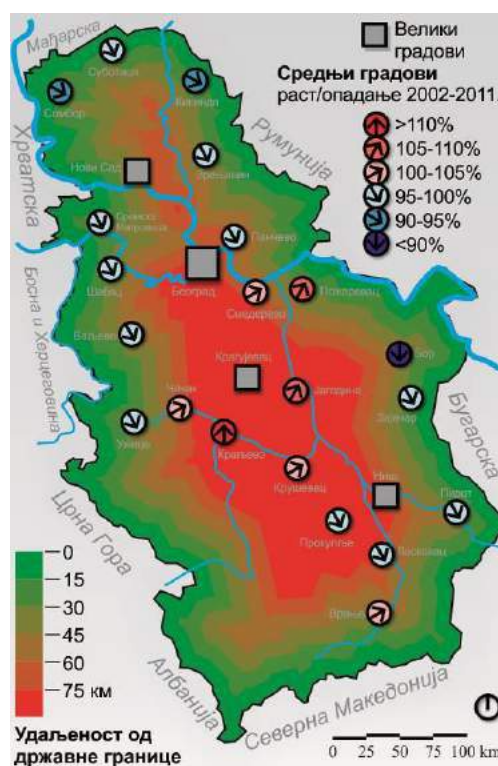 Мађарска
Велики
градови
Суботица
Средњи градови
раст/опадање 2002-2011.
Сомбор
Кикинда
>110%
105-110%
100-105%
95-100%
90-95%
<90%
Хрватска
Румунија
Нови Сад
Зрењанин
Сремска
Митровица
Панчево
Шабац
Београд
Смедерево
Пожаревац
Босна и Херцеговина
Ваљево
Крагујевац
Бор
Чачак
Јагодина
Зајечар
Бугарска
Ужице
Краљево
Крушевац
Ниш
Пирот
Црна Гора
Прокупље
Лесковац
Врање
0
15
30
45
60
75 км
Албанија
Северна Македонија
Удаљеност од
државне границе
0 25 50 75 100 km